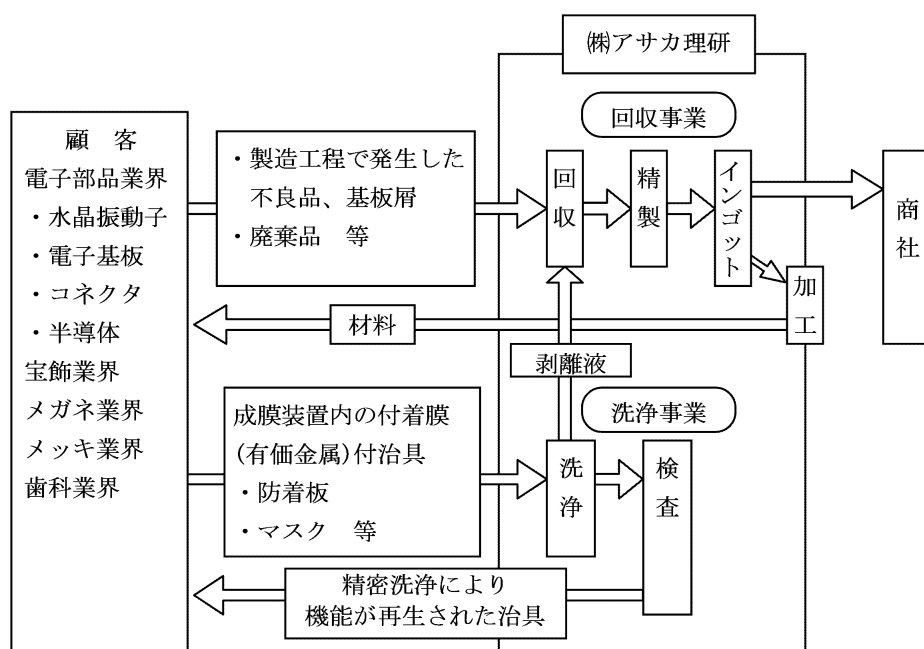 ㈱アサカ理研
回収事業
顧　客
電子部品業界
・水晶振動子
・電子基板
・コネクタ
・半導体
宝飾業界
メガネ業界
メッキ業界
歯科業界
・製造工程で発生した
不良品、基板層
・廃棄品　等
回収
精製
インゴット
商社
加工
材料
剥離液
洗浄事業
成膜装置内の付着膜
(有価金属)付治具
・防着板
・マスク　等
洗浄
検査
精密洗浄により
機能が再生された治具